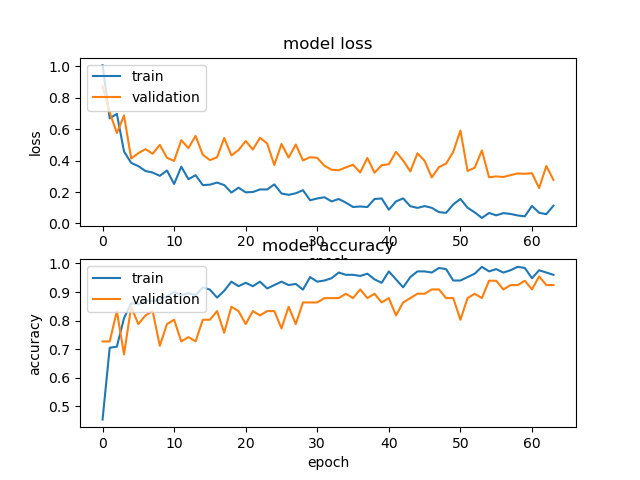 model loss
1.0
0.8
0.6
0.4
0.2
0.0
loss
train
validation
0 10 20 30 40 50 60
epoch
model accuracy
1.0
0.9
0.8
0.7
0.6
0.5
accuracy
train
validation
0 10 20 30 40 50 60
epoch